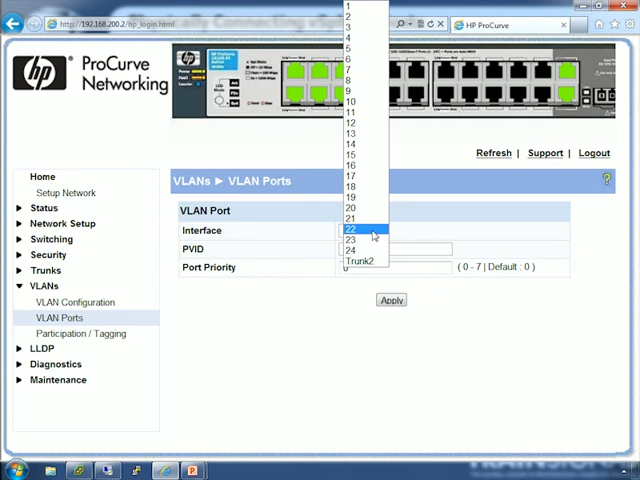 http://192.168.200.2/hp_login.html
HP ProCurve
ProCurve
Networking
hp
Refresh | Support | Logout
Home
Setup Network
Status
Network Setup
Switching
Security
Trunks
VLANs
VLAN Configuration
VLAN Ports
Participation / Tagging
LLDP
Diagnostics
Maintenance
VLANs ► VLAN Ports
VLAN Port
Interface
PVID
Port Priority
0
( 0 - 7 | Default : 0 )
Apply
1
2
3
4
5
6
7
8
9
10
11
12
13
14
15
16
17
18
19
20
21
22
23
24
Trunk2